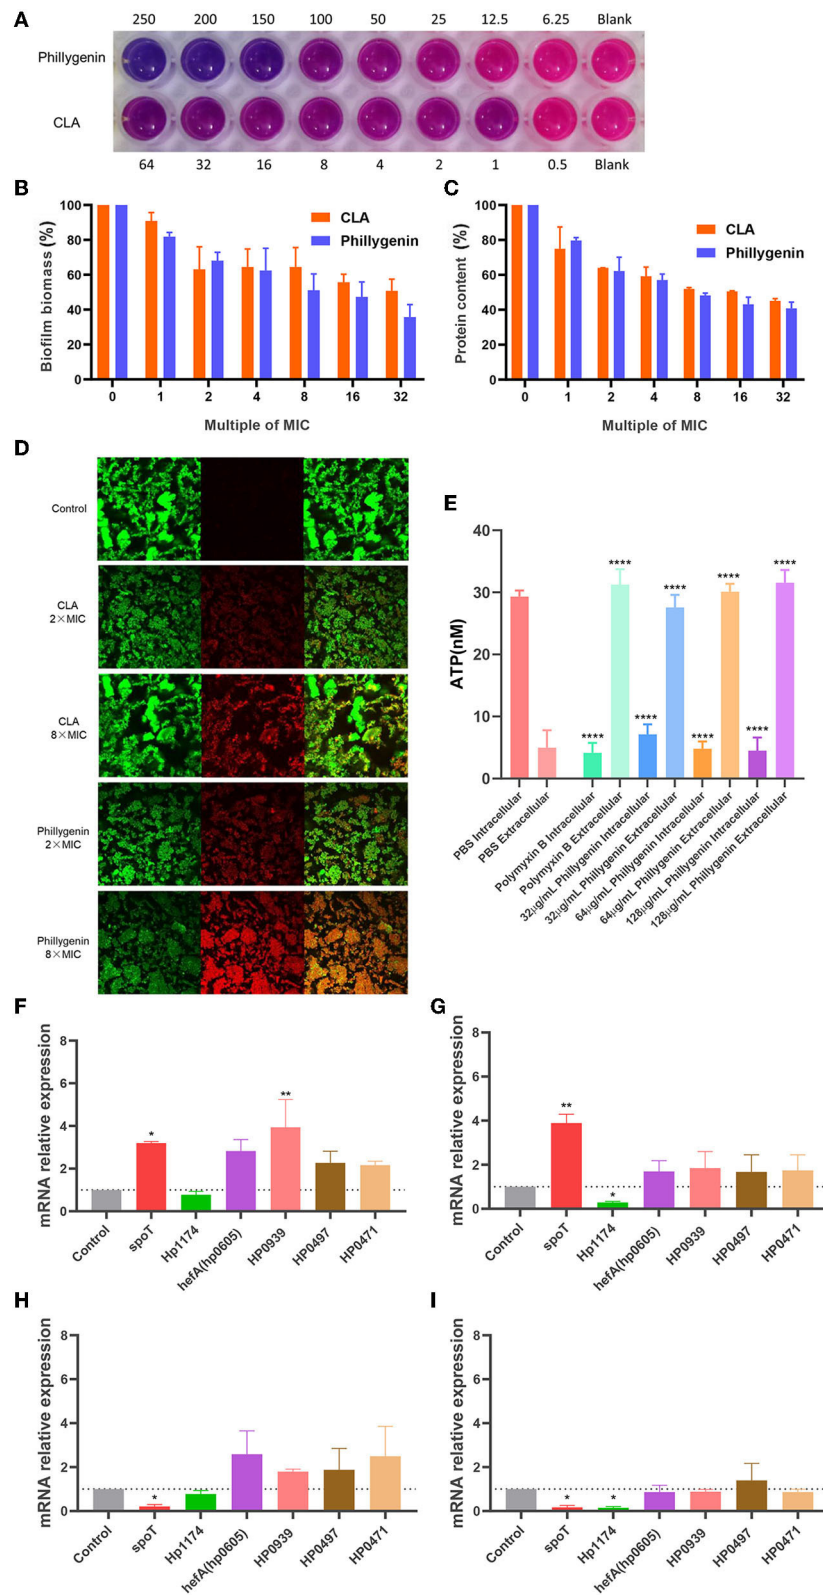 A
250 200 150 100 50 25 12.5 6.25 Blank
Phillygenin
CLA
64 32 16 8 4 2 1 0.5 Blank
B
Biofilm biomass (%)
100
80
60
40
20
0
CLA
Phillygenin
0 1 2 4 8 16 32
Multiple of MIC
C
Protein content (%)
100
80
60
40
20
0
CLA
Phillygenin
0 1 2 4 8 16 32
Multiple of MIC
D
Control
CLA
2×MIC
CLA
8×MIC
Phillygenin
2×MIC
Phillygenin
8×MIC
E
ATP(nM)
40
30
20
10
0
**** **** **** **** **** **** **** ****
PBS Intracellular
PBS Extracellular
Polymyxin B Intracellular
Polymyxin B Extracellular
32μg/mL Phillygenin Intracellular
32μg/mL Phillygenin Extracellular
64μg/mL Phillygenin Intracellular
64μg/mL Phillygenin Extracellular
128μg/mL Phillygenin Intracellular
128μg/mL Phillygenin Extracellular
F
mRNA relative expression
8
6
4
2
0
* **
Control
spoT
Hp1174
hefA(hp0605)
HP0939
HP0497
HP0471
G
mRNA relative expression
8
6
4
2
0
** *
Control
spoT
Hp1174
hefA(hp0605)
HP0939
HP0497
HP0471
H
mRNA relative expression
8
6
4
2
0
*
Control
spoT
Hp1174
hefA(hp0605)
HP0939
HP0497
HP0471
I
mRNA relative expression
8
6
4
2
0
* *
Control
spoT
Hp1174
hefA(hp0605)
HP0939
HP0497
HP0471